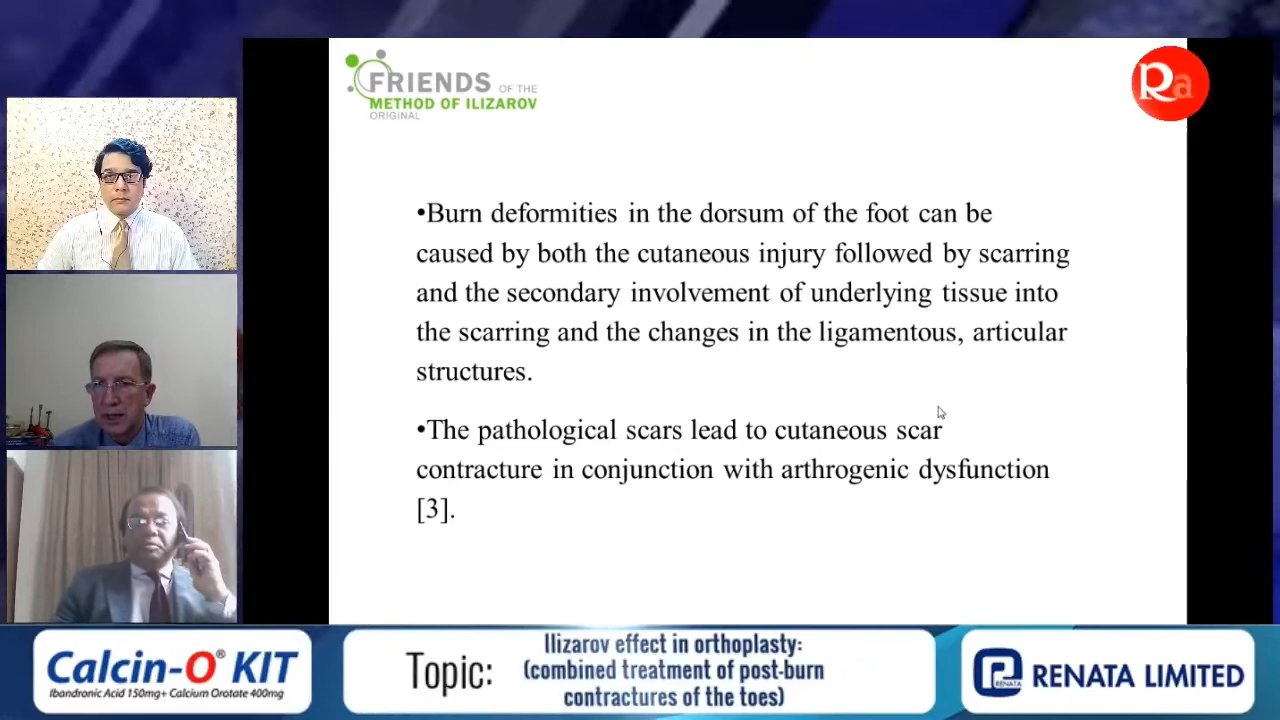 FRIENDS OF THE
METHOD OF ILIZAROV
ORIGINAL
Ra
•Burn deformities in the dorsum of the foot can be
caused by both the cutaneous injury followed by scarring
and the secondary involvement of underlying tissue into
the scarring and the changes in the ligamentous, articular
structures.
•The pathological scars lead to cutaneous scar
contracture in conjunction with arthrogenic dysfunction
[3].
Calcin-O® KIT
Ibandronic Acid 150mg+ Calcium Orotate 400mg
Topic:
Ilizarov effect in orthoplasty:
(combined treatment of post-burn
contractures of the toes)
RENATA
RENATA LIMITED